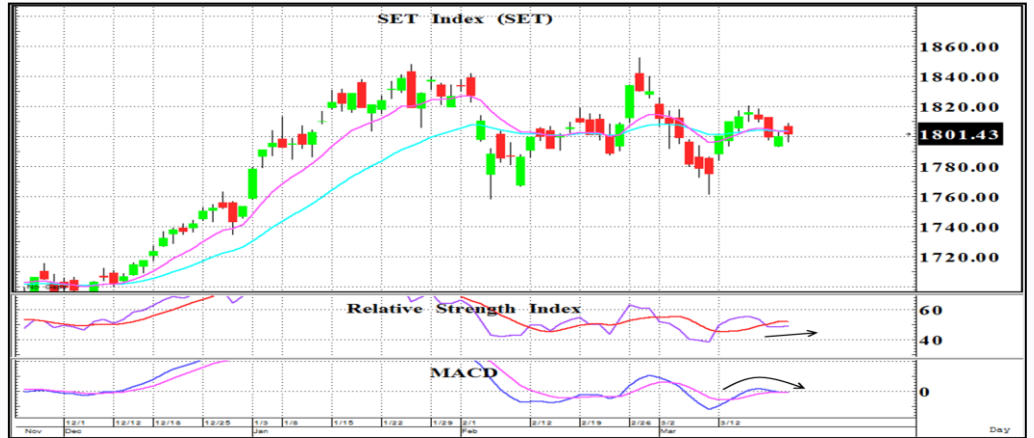 SET Index (SET)
1860.00
1840.00
1820.00
1801.43
1780.00
1760.00
1740.00
1720.00
Relative Strength Index
60
40
MACD
0
12/1 12/12 12/18 12/25 1/3 1/8 1/15 1/22 1/29 2/1 2/12 2/19 2/26 3/2 3/12
Nov Dec Jan Feb Mar Day